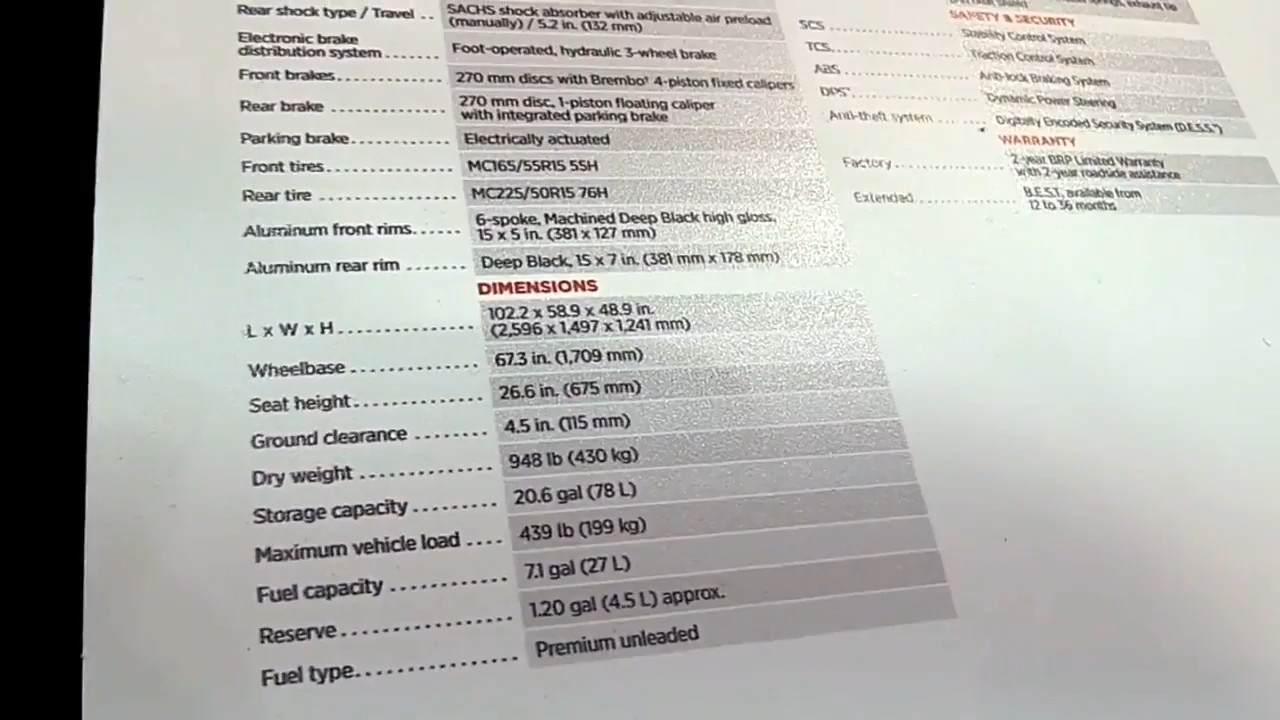 Rear shock type / Travel .. SACHS shock absorber with adjustable air preload
(manually) / 5.2 in. (132 mm)
Electronic brake
distribution system....... Foot-operated, hydraulic 3-wheel brake
Front brakes............. 270 mm discs with Brembo† 4-piston fixed calipers
Rear brake .............. 270 mm disc, 1-piston floating caliper
with integrated parking brake
Parking brake............ Electrically actuated
Front tires............... MC165/55R15 55H
Rear tire ................ MC225/50R15 76H
Aluminum front rims...... 6-spoke, Machined Deep Black high gloss,
15 x 5 in. (381 x 127 mm)
Aluminum rear rim ....... Deep Black, 15 x 7 in. (381 mm x 178 mm)
DIMENSIONS
L x W x H................. 102.2 x 58.9 x 48.9 in.
(2,596 x 1,497 x 1,241 mm)
Wheelbase ................ 67.3 in. (1,709 mm)
Seat height................ 26.6 in. (675 mm)
Ground clearance ........ 4.5 in. (115 mm)
Dry weight ............... 948 lb (430 kg)
Storage capacity ......... 20.6 gal (78 L)
Maximum vehicle load .... 439 lb (199 kg)
Fuel capacity ............ 7.1 gal (27 L)
Reserve................... 1.20 gal (4.5 L) approx.
Fuel type................. Premium unleaded
SAFETY & SECURITY
SCS ................ Stability Control System
TCS................ Traction Control System
ABS ................ Anti-lock Braking System
DPS™................ Dynamic Power Steering
Anti-theft system ....... Digitally Encoded Security System (D.E.S.S.™)
WARRANTY
Factory................ 2-year BRP Limited Warranty
with 2-year roadside assistance
Extended................ B.E.S.T. available from
12 to 36 months